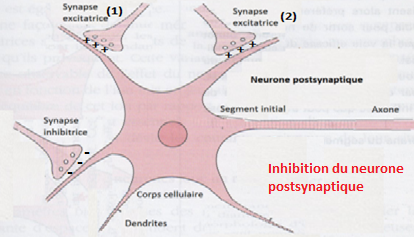 Synapse
excitatrice
(1)
Synapse
excitatrice
(2)
+ + +
+ + +
Neurone postsynaptique
Segment initial
Axone
Synapse
inhibitrice
- - -
Inhibition du neurone
postsynaptique
Corps cellulaire
Dendrites